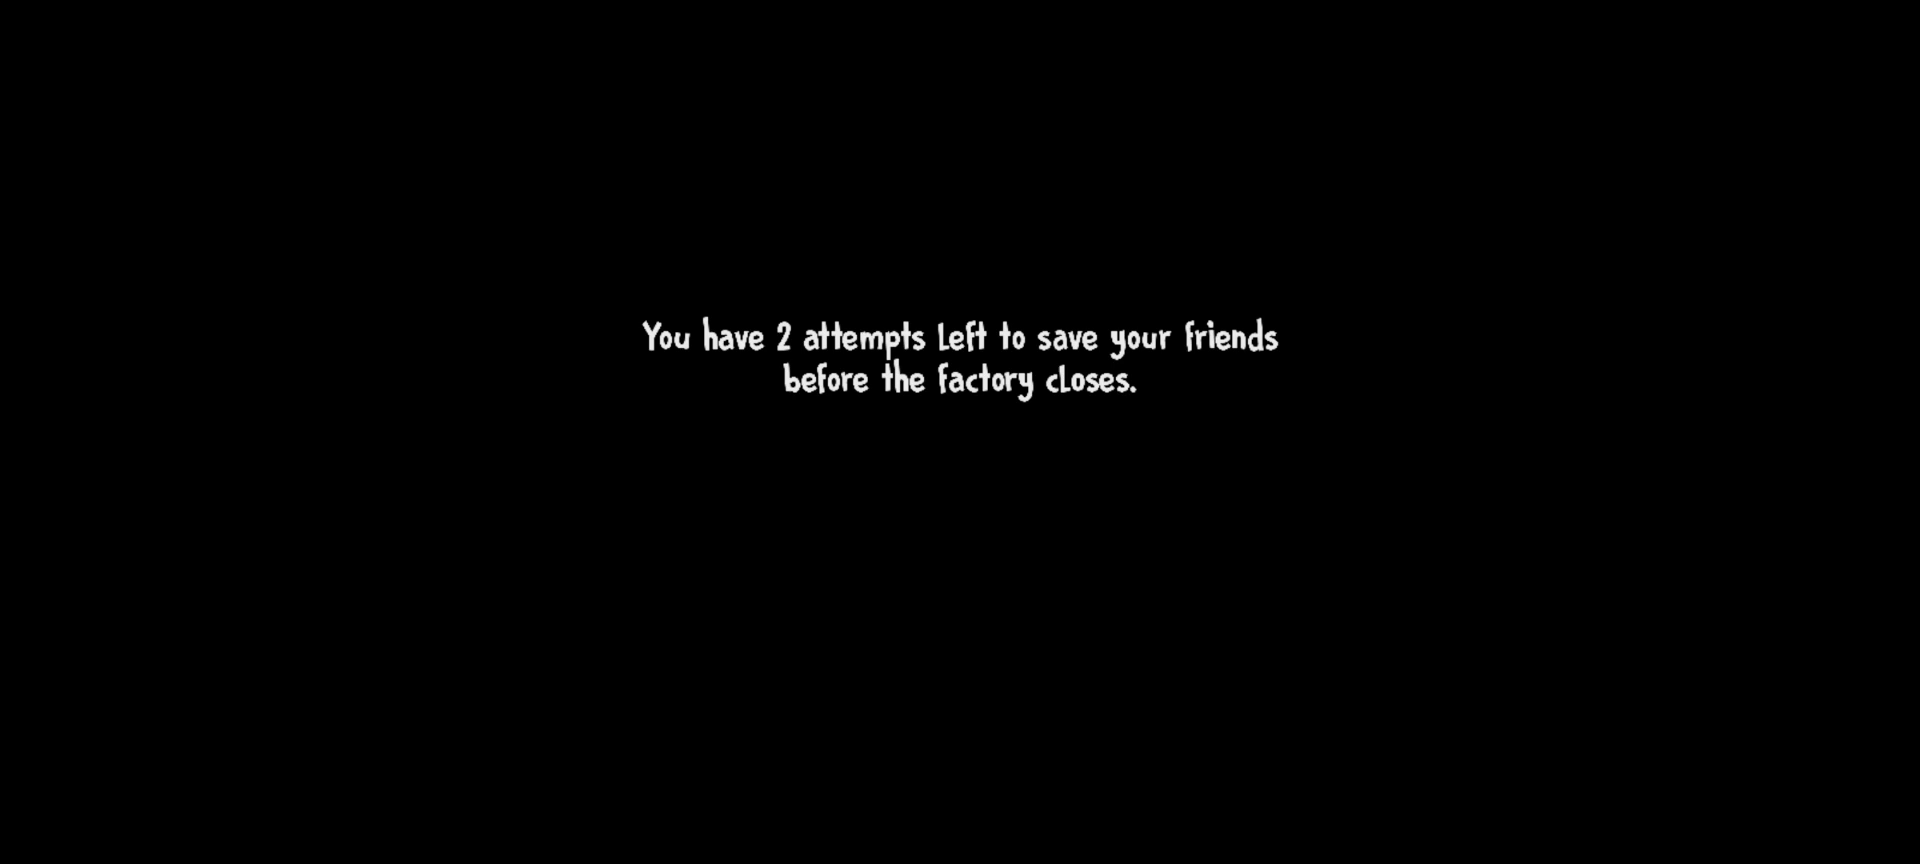 You have 2 attempts left to save your friends
before the factory closes.